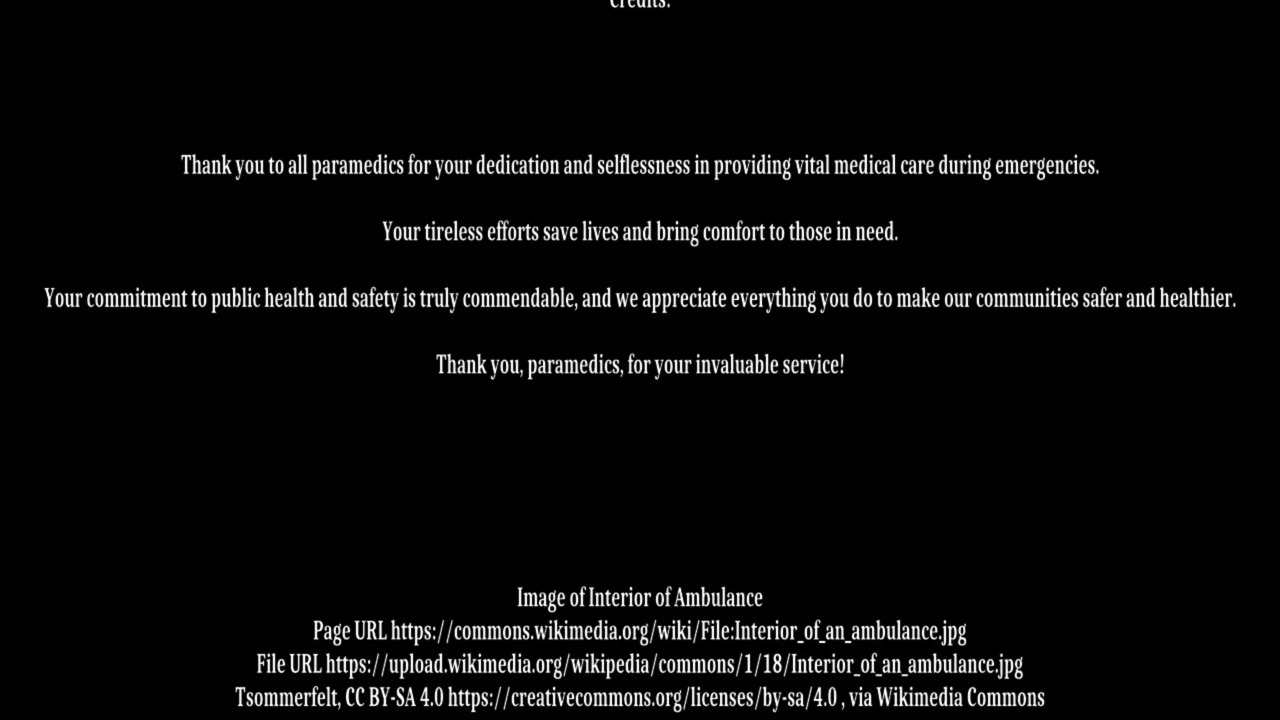 Credits:
Thank you to all paramedics for your dedication and selflessness in providing vital medical care during emergencies.
Your tireless efforts save lives and bring comfort to those in need.
Your commitment to public health and safety is truly commendable, and we appreciate everything you do to make our communities safer and healthier.
Thank you, paramedics, for your invaluable service!
Image of Interior of Ambulance
Page URL https://commons.wikimedia.org/wiki/File:Interior_of_an_ambulance.jpg
File URL https://upload.wikimedia.org/wikipedia/commons/1/18/Interior_of_an_ambulance.jpg
Tsommerfelt, CC BY-SA 4.0 https://creativecommons.org/licenses/by-sa/4.0 , via Wikimedia Commons